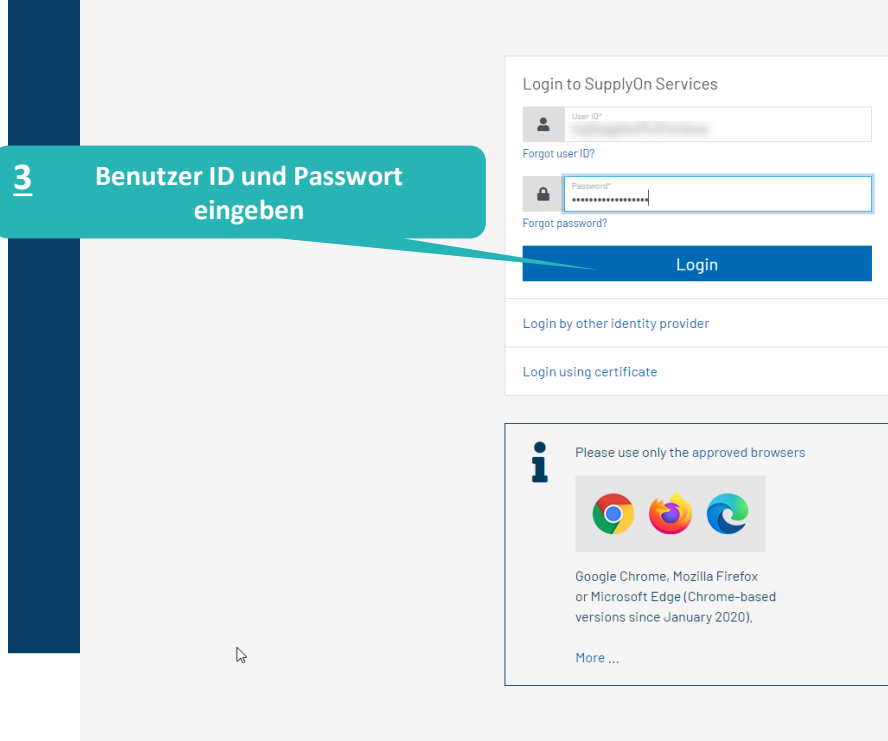 Login to SupplyOn Services
User ID*
Forgot user ID?
3 Benutzer ID und Passwort
eingeben
Password*
••••••••••••••••••
Forgot password?
Login
Login by other identity provider
Login using certificate
Please use only the approved browsers
Google Chrome, Mozilla Firefox
or Microsoft Edge (Chrome-based
versions since January 2020).
More ...